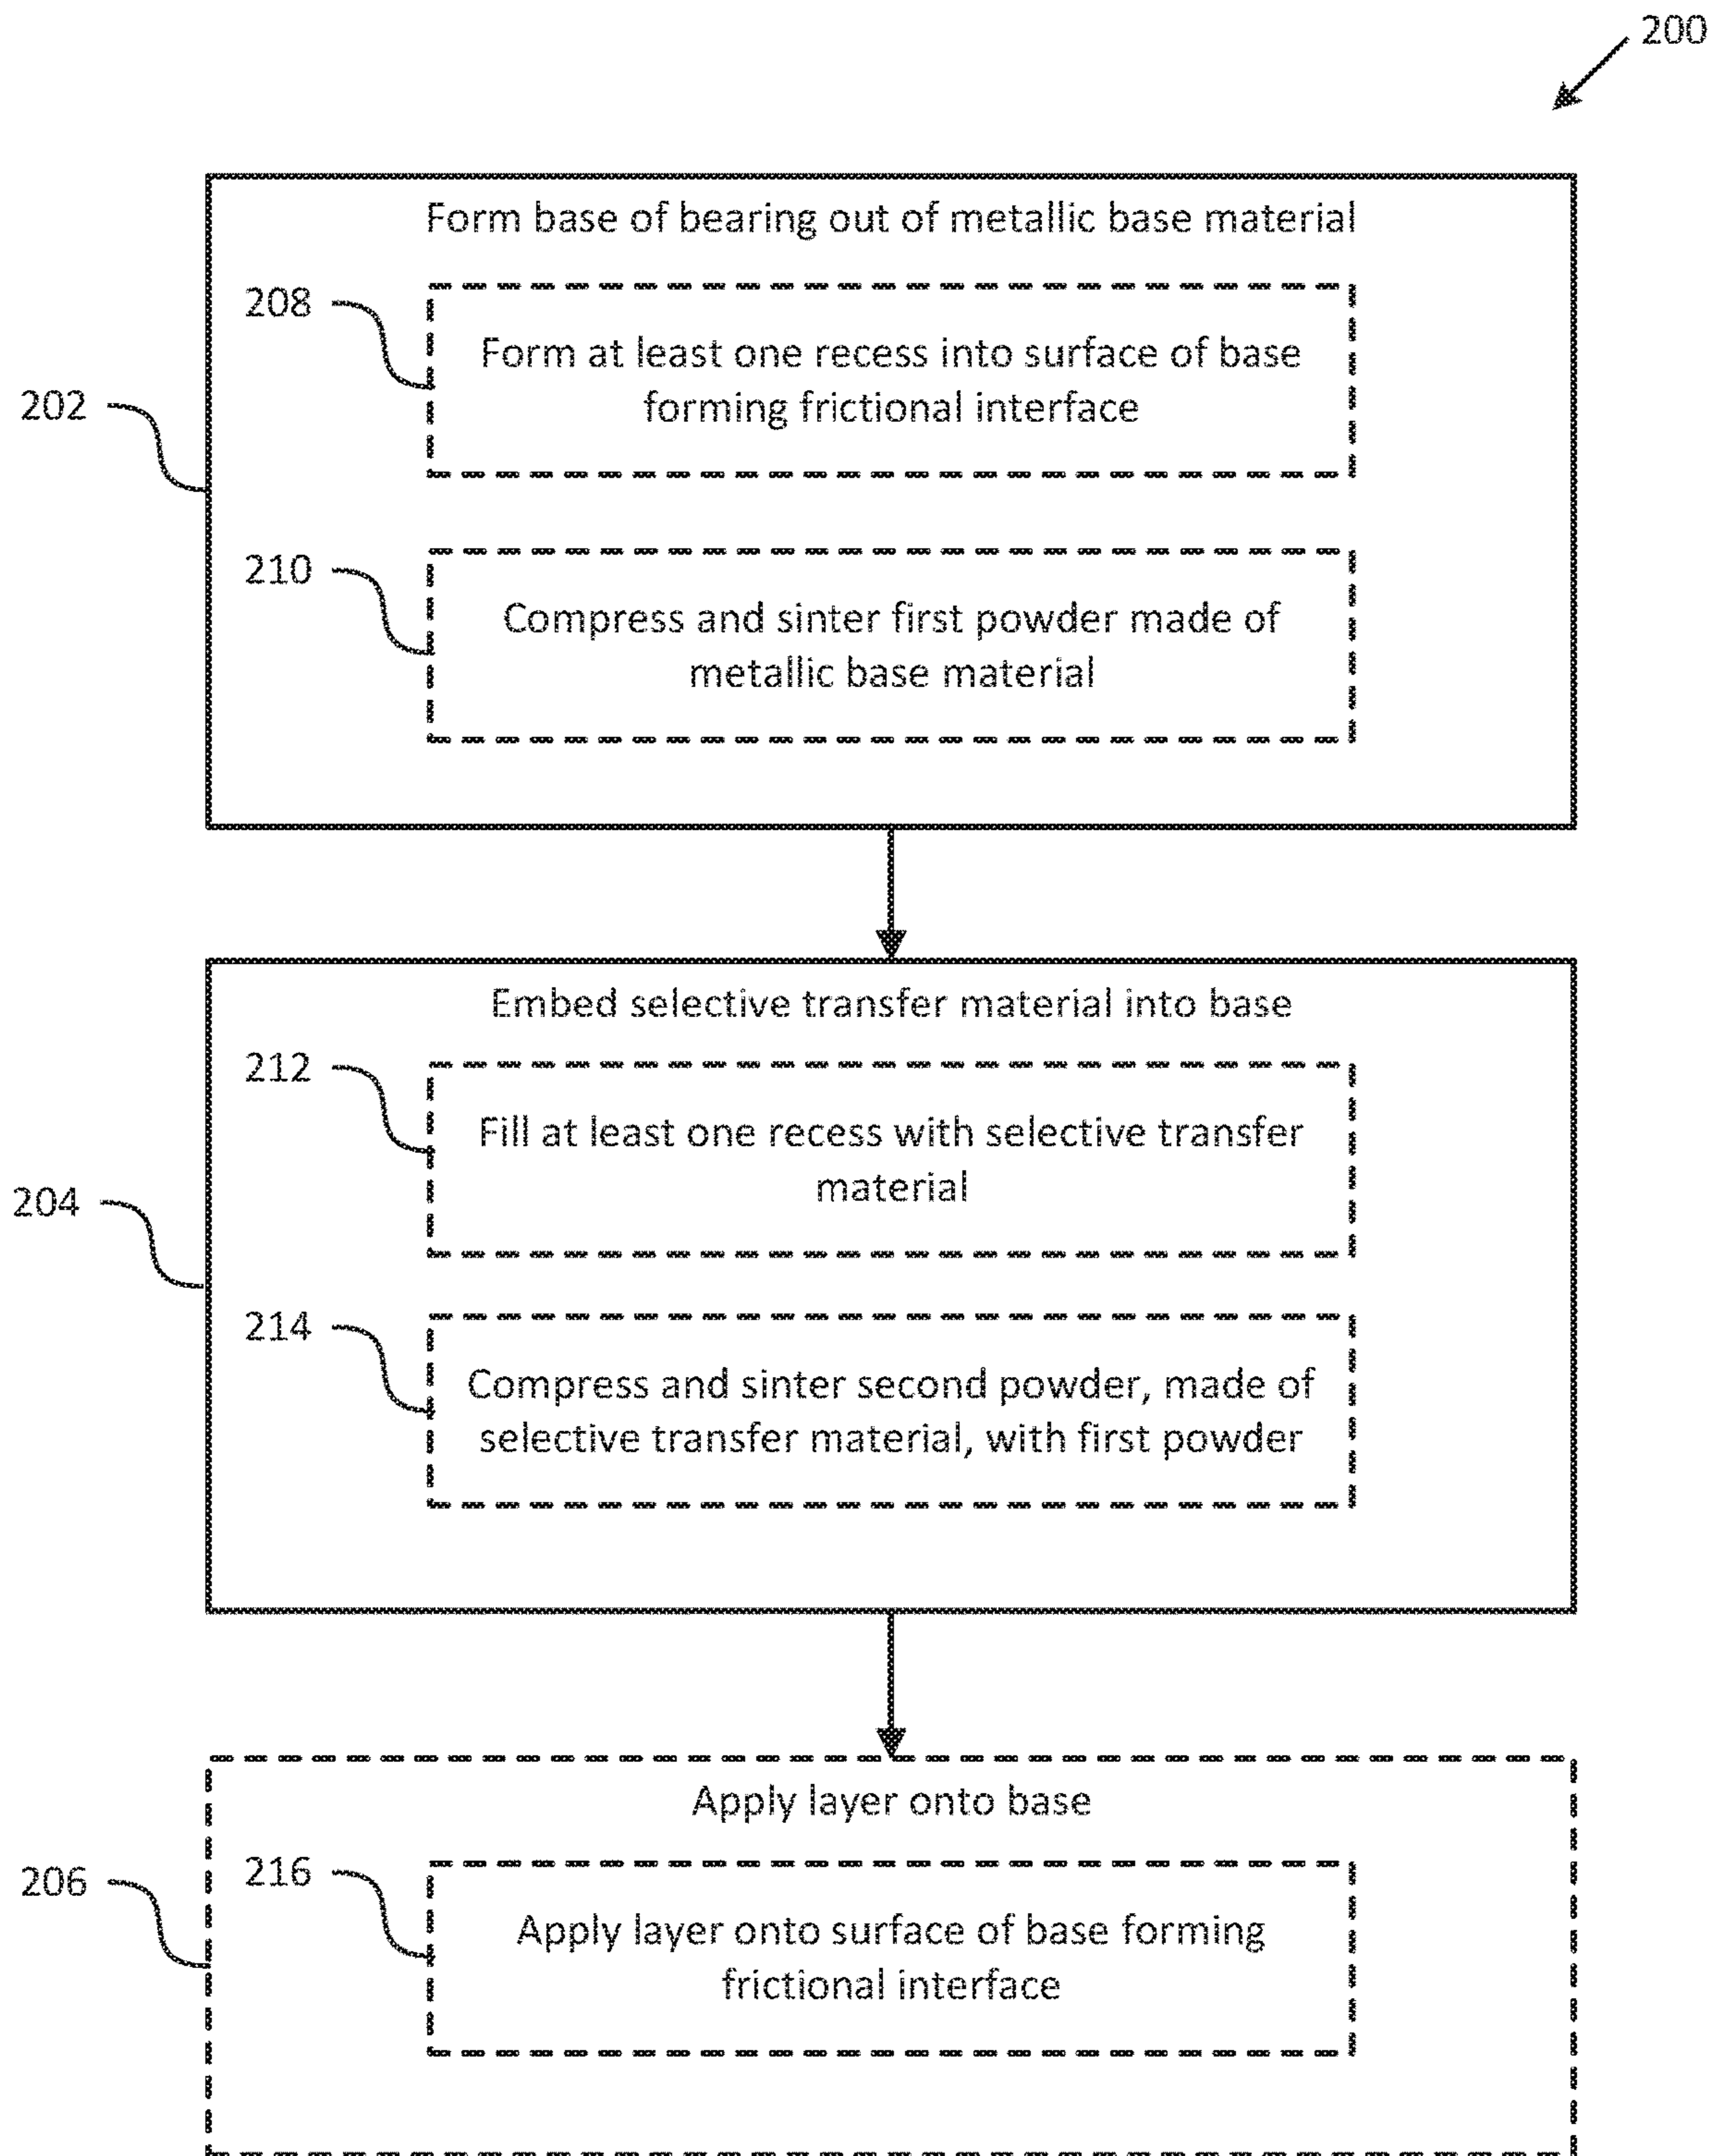 200
Form base of bearing out of metallic base material
208
Form at least one recess into surface of base
forming frictional interface
202
210
Compress and sinter first powder made of
metallic base material
Embed selective transfer material into base
212
Fill at least one recess with selective transfer
material
204
214
Compress and sinter second powder, made of
selective transfer material, with first powder
Apply layer onto base
206
216
Apply layer onto surface of base forming
frictional interface